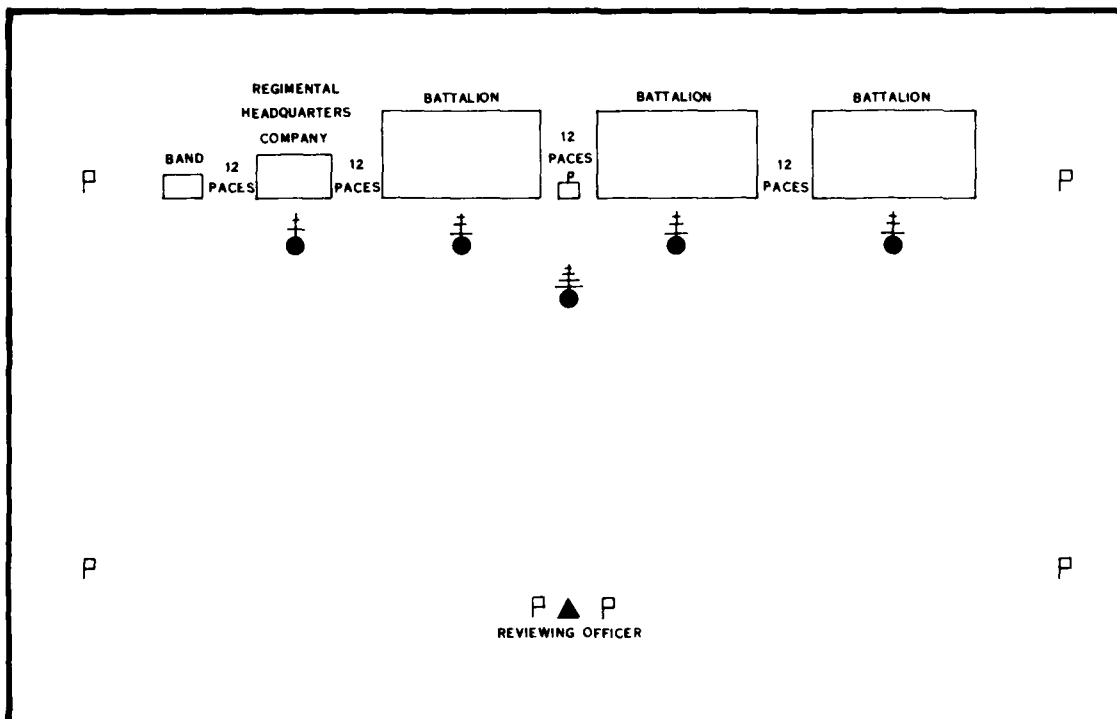 REGIMENTAL
HEADQUARTERS
COMPANY
BATTALION
BATTALION
BATTALION
BAND
12
PACES
12
PACES
12
PACES
12
PACES
REVIEWING OFFICER